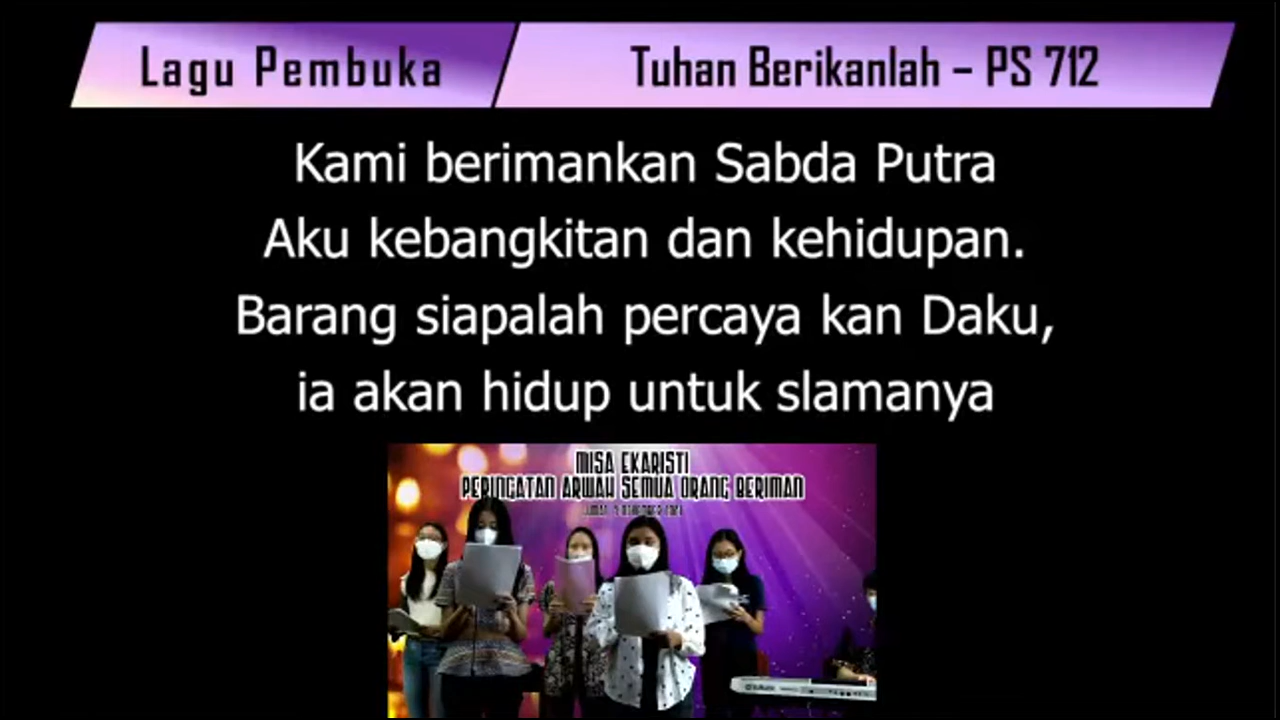 Lagu Pembuka
Tuhan Berikanlah – PS 712
Kami berimankan Sabda Putra
Aku kebangkitan dan kehidupan.
Barang siapalah percaya kan Daku,
ia akan hidup untuk slamanya
MISA EKARISTI
PERINGATAN ARWAH SEMUA ORANG BERIMAN